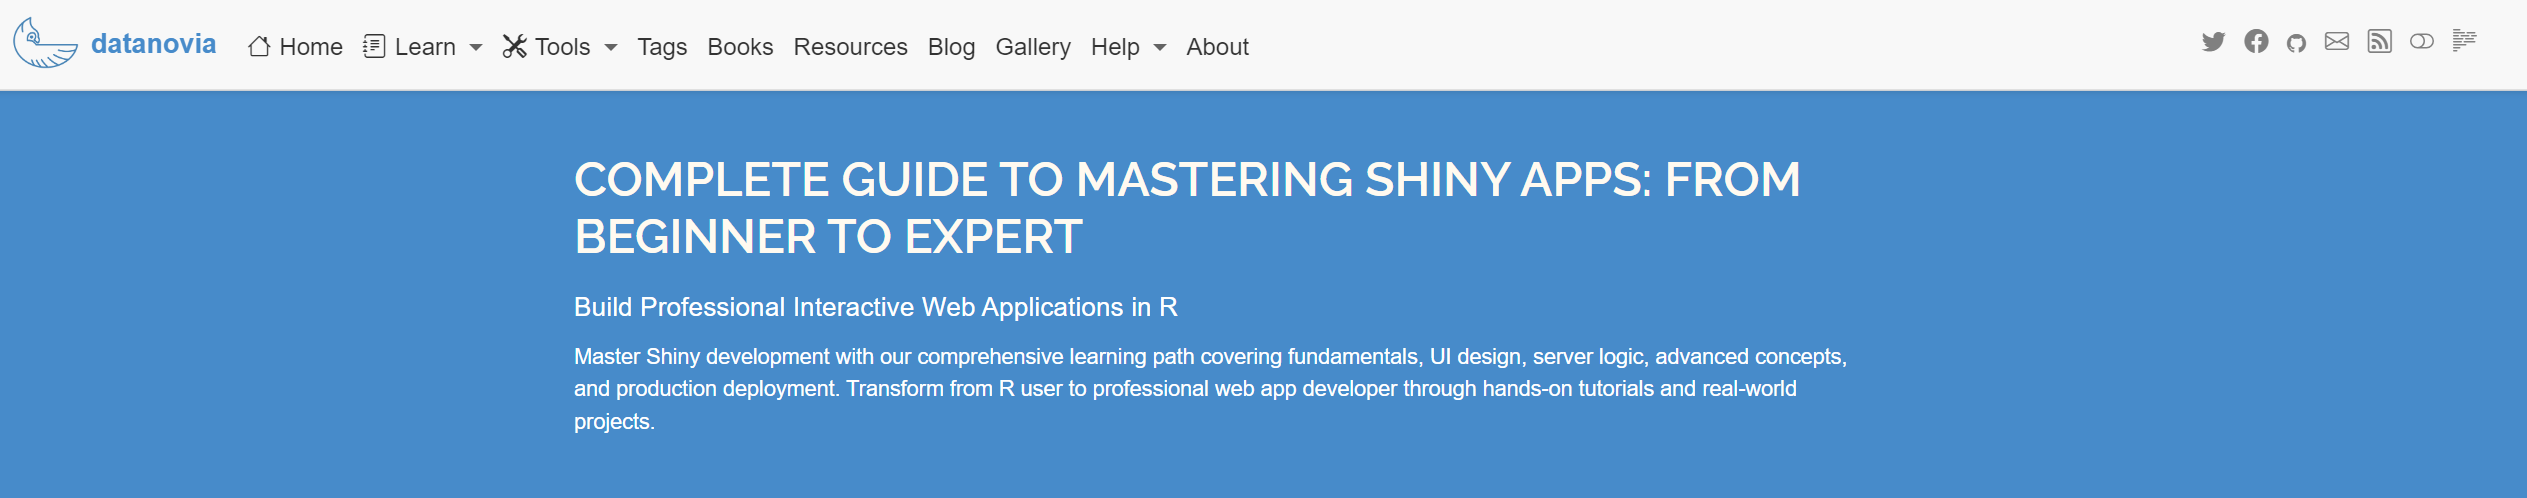 datanovia Home Learn Tools Tags Books Resources Blog Gallery Help About
COMPLETE GUIDE TO MASTERING SHINY APPS: FROM
BEGINNER TO EXPERT
Build Professional Interactive Web Applications in R
Master Shiny development with our comprehensive learning path covering fundamentals, UI design, server logic, advanced concepts,
and production deployment. Transform from R user to professional web app developer through hands-on tutorials and real-world
projects.